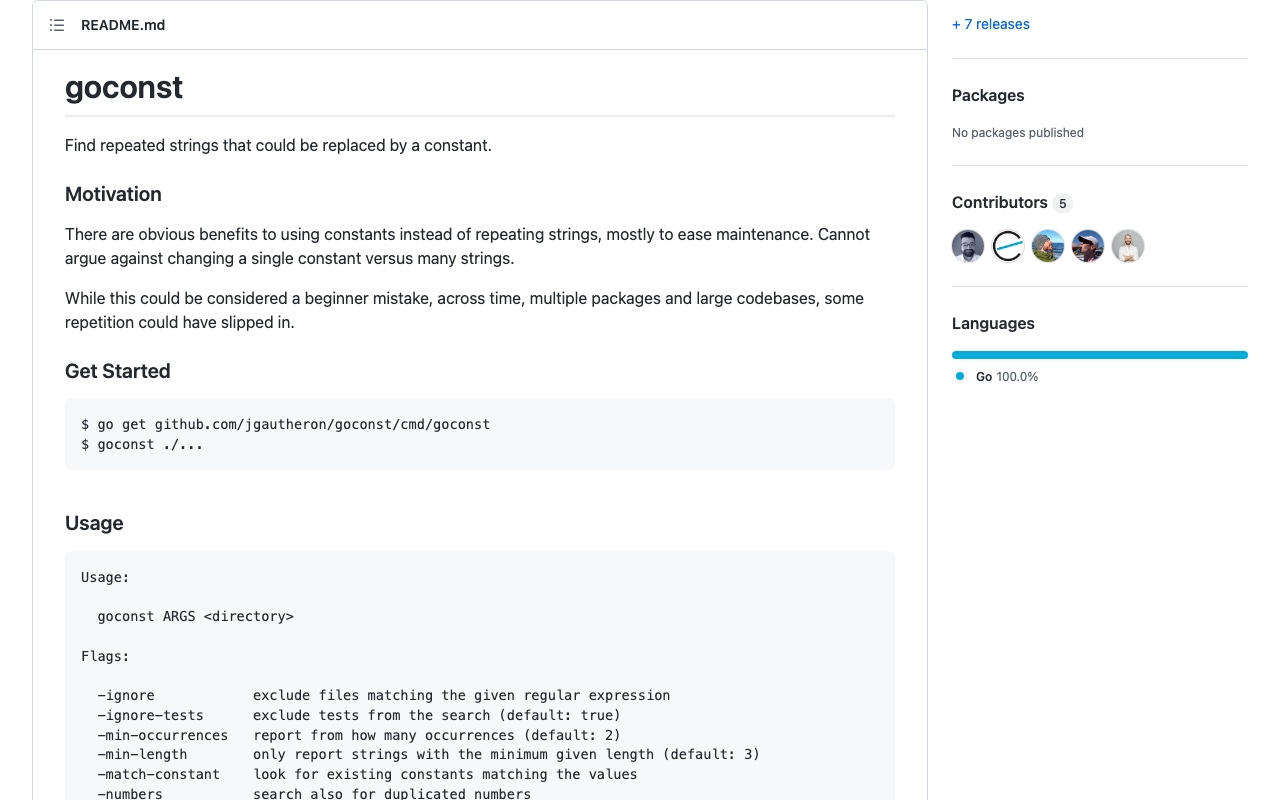 README.md
goconst
Find repeated strings that could be replaced by a constant.
Motivation
There are obvious benefits to using constants instead of repeating strings, mostly to ease maintenance. Cannot
argue against changing a single constant versus many strings.
While this could be considered a beginner mistake, across time, multiple packages and large codebases, some
repetition could have slipped in.
Get Started
$ go get github.com/jgautheron/goconst/cmd/goconst
$ goconst ./...
Usage
Usage:
goconst ARGS <directory>
Flags:
-ignore exclude files matching the given regular expression
-ignore-tests exclude tests from the search (default: true)
-min-occurrences report from how many occurrences (default: 2)
-min-length only report strings with the minimum given length (default: 3)
-match-constant look for existing constants matching the values
-numbers search also for duplicated numbers
+ 7 releases
Packages
No packages published
Contributors 5
Languages
Go 100.0%